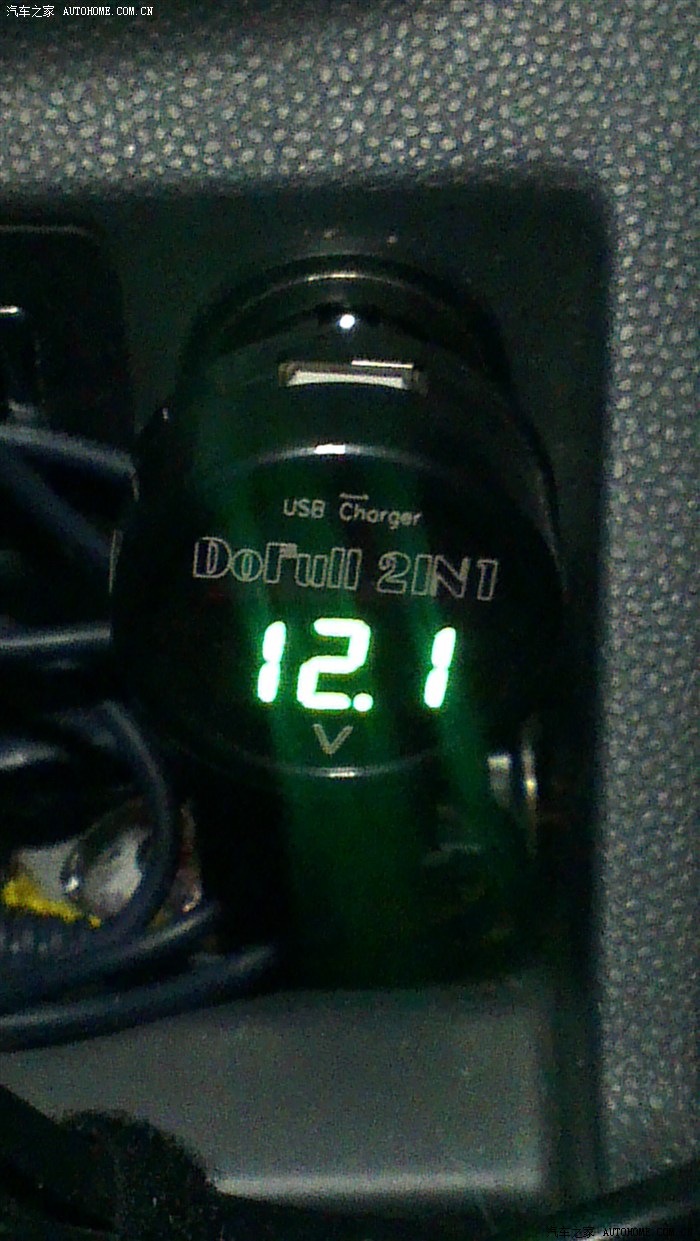 汽车之家 AUTOHOME.COM.CN
USB Charger
DoFull 2IN1
12.1
V
汽车之家 AUTOHOME.COM.CN